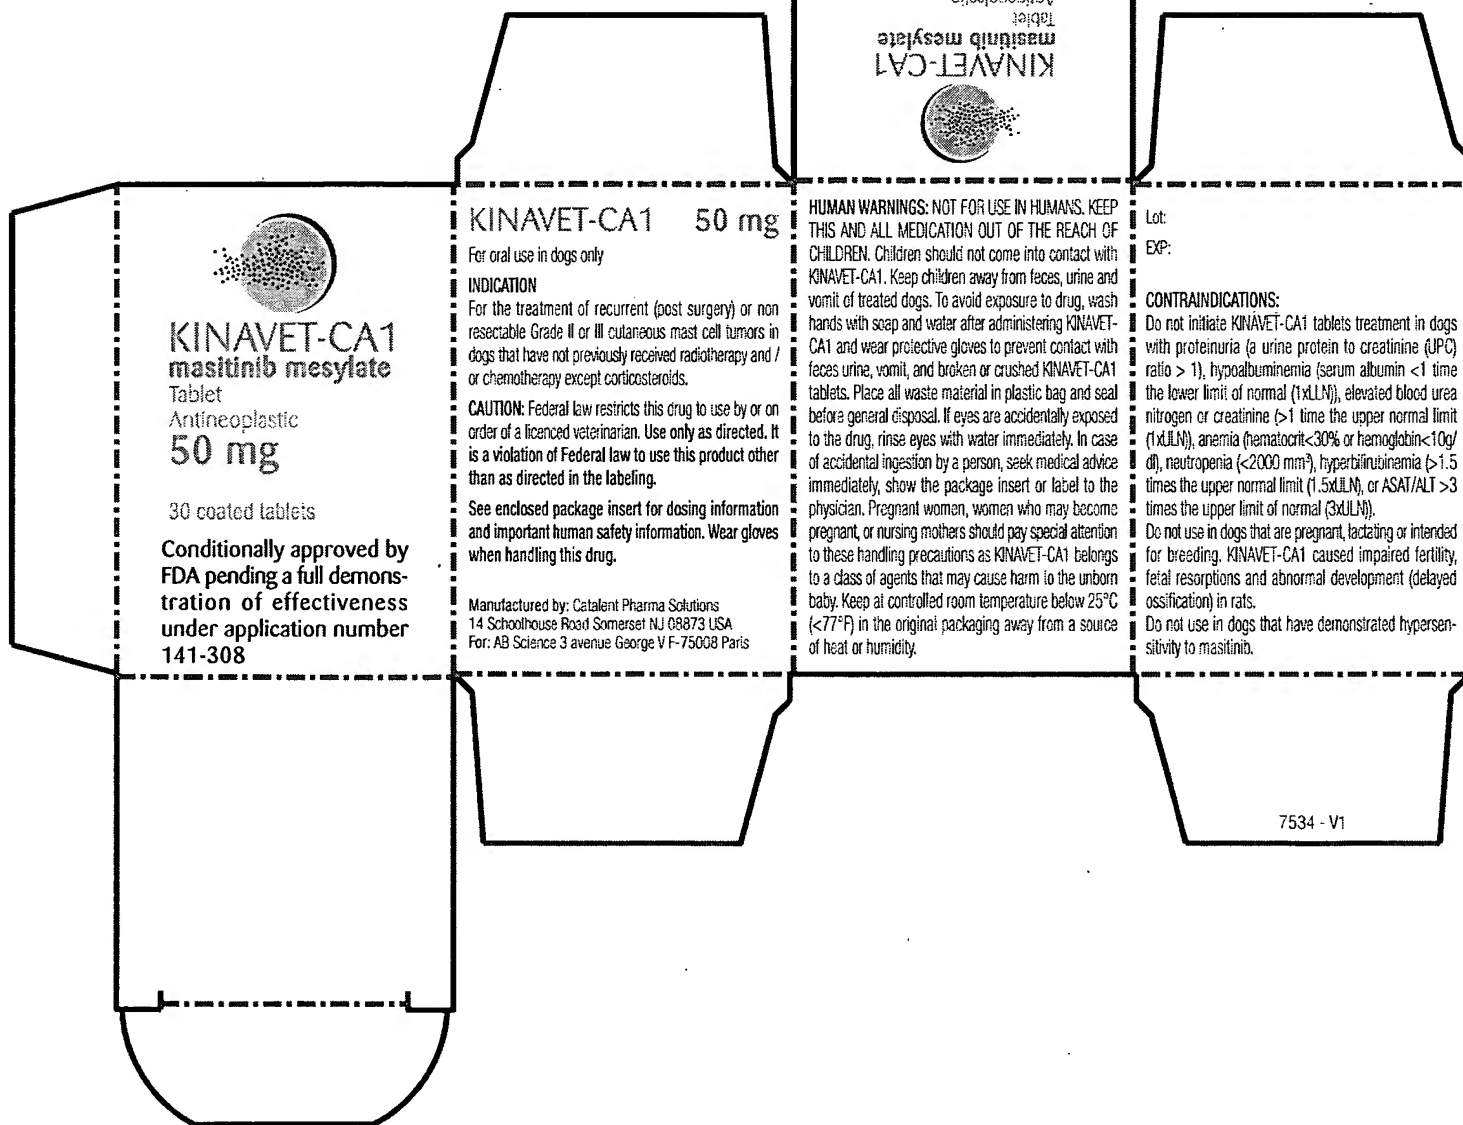 Antineoplastic
Tablet
masitinib mesylate
KINAVET-CA1
KINAVET-CA1
masitinib mesylate
Tablet
Antineoplastic
50 mg
30 coated tablets
Conditionally approved by
FDA pending a full demons-
tration of effectiveness
under application number
141-308
KINAVET-CA1 50 mg
For oral use in dogs only
INDICATION
For the treatment of recurrent (post surgery) or non
resectable Grade II or III cutaneous mast cell tumors in
dogs that have not previously received radiotherapy and /
or chemotherapy except corticosteroids.
CAUTION: Federal law restricts this drug to use by or on
order of a licenced veterinarian. Use only as directed. It
is a violation of Federal law to use this product other
than as directed in the labeling.
See enclosed package insert for dosing information
and important human safety information. Wear gloves
when handling this drug.
Manufactured by: Catalent Pharma Solutions
14 Schoolhouse Road Somerset NJ 08873 USA
For: AB Science 3 avenue George V F-75008 Paris
HUMAN WARNINGS: NOT FOR USE IN HUMANS. KEEP
THIS AND ALL MEDICATION OUT OF THE REACH OF
CHILDREN. Children should not come into contact with
KINAVET-CA1. Keep children away from feces, urine and
vomit of treated dogs. To avoid exposure to drug, wash
hands with soap and water after administering KINAVET-
CA1 and wear protective gloves to prevent contact with
feces urine, vomit, and broken or crushed KINAVET-CA1
tablets. Place all waste material in plastic bag and seal
before general disposal. If eyes are accidentally exposed
to the drug, rinse eyes with water immediately. In case
of accidental ingestion by a person, seek medical advice
immediately, show the package insert or label to the
physician. Pregnant women, women who may become
pregnant, or nursing mothers should pay special attention
to these handling precautions as KINAVET-CA1 belongs
to a class of agents that may cause harm to the unborn
baby. Keep at controlled room temperature below 25°C
(<77°F) in the original packaging away from a source
of heat or humidity.
Lot:
EXP:
CONTRAINDICATIONS:
Do not initiate KINAVET-CA1 tablets treatment in dogs
with proteinuria (a urine protein to creatinine (UPC)
ratio > 1), hypoalbuminemia (serum albumin <1 time
the lower limit of normal (1xLLN)), elevated blood urea
nitrogen or creatinine (>1 time the upper normal limit
(1xULN)), anemia (hematocrit<30% or hemoglobin<10g/
dl), neutropenia (<2000 mm³), hyperbilirubinemia (>1.5
times the upper normal limit (1.5xULN), or ASAT/ALT >3
times the upper limit of normal (3xULN)).
Do not use in dogs that are pregnant, lactating or intended
for breeding. KINAVET-CA1 caused impaired fertility,
fetal resorptions and abnormal development (delayed
ossification) in rats.
Do not use in dogs that have demonstrated hypersen-
sitivity to masitinib.
7534 - V1